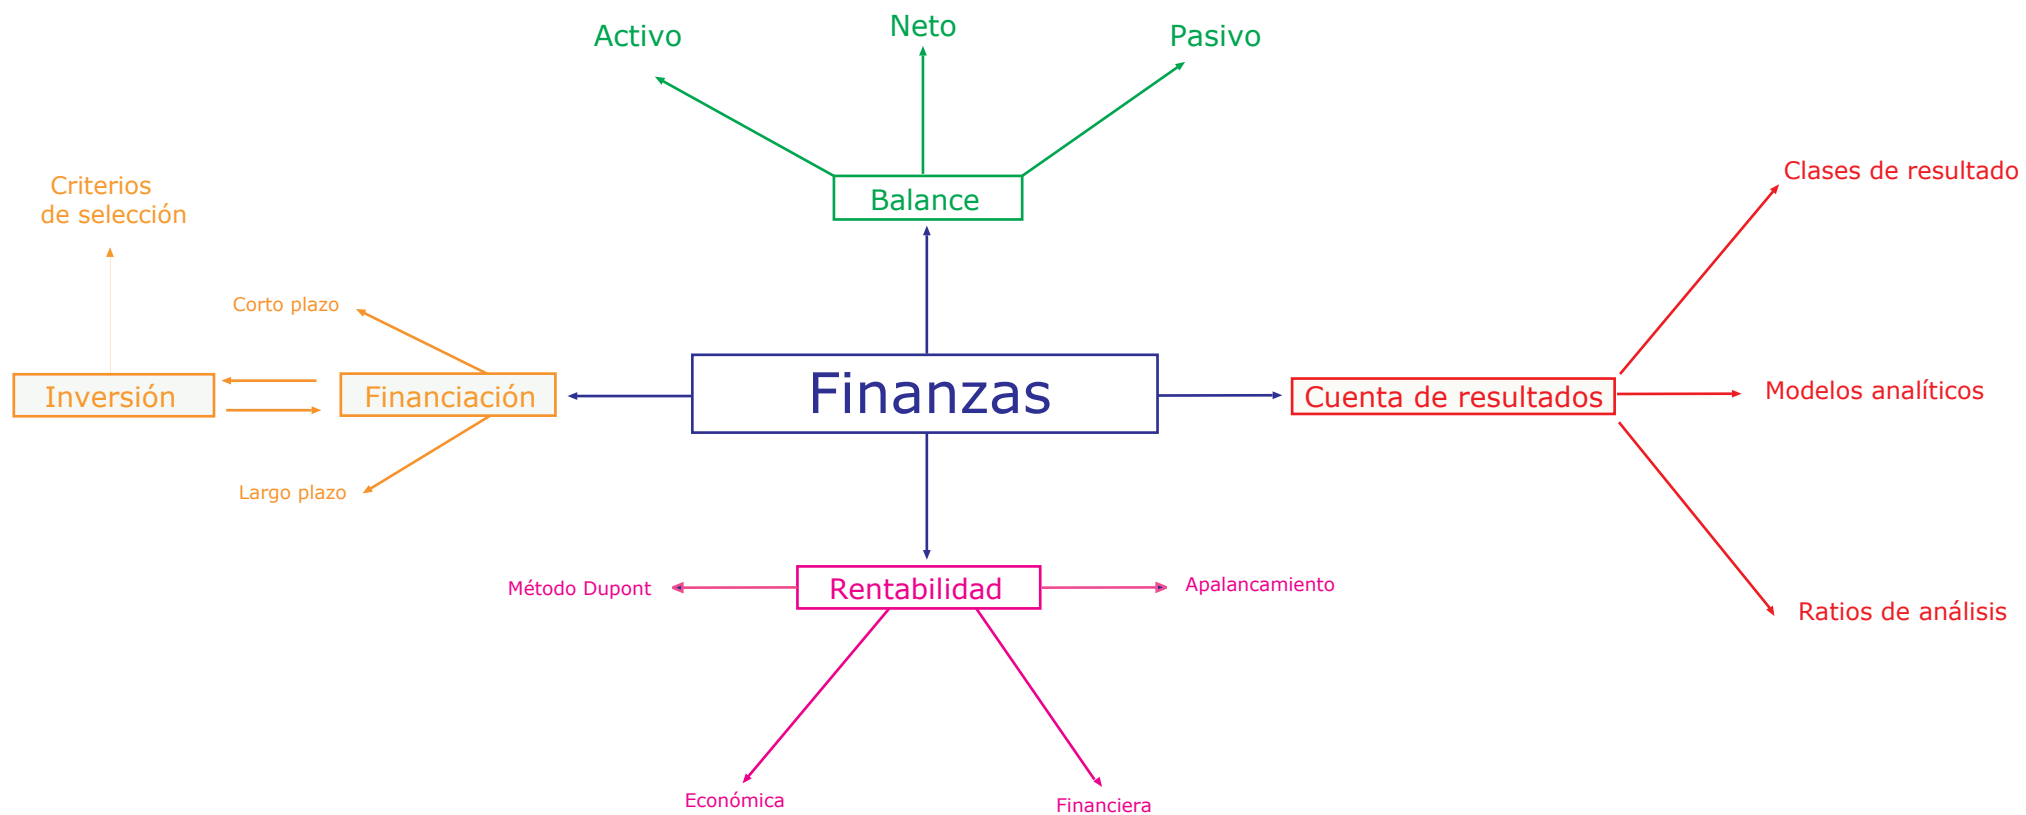 Activo
Neto
Pasivo
Balance
Criterios
de selección
Clases de resultado
Corto plazo
Inversión
Financiación
Finanzas
Cuenta de resultados
Modelos analíticos
Largo plazo
Método Dupont
Rentabilidad
Apalancamiento
Ratios de análisis
Económica
Financiera